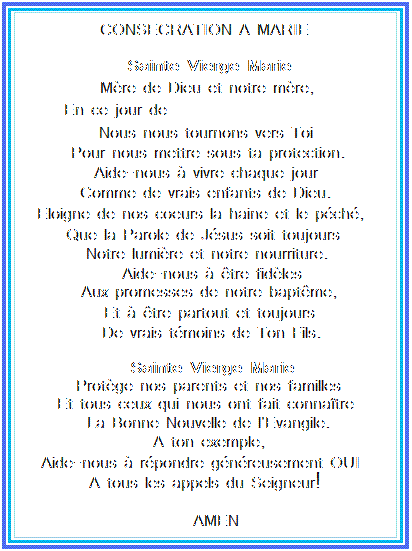 CONSECRATION A MARIE
Sainte Vierge Marie
Mère de Dieu et notre mère,
En ce jour de
Nous nous tournons vers Toi
Pour nous mettre sous ta protection.
Aide-nous à vivre chaque jour
Comme de vrais enfants de Dieu.
Eloigne de nos coeurs la haine et le péché,
Que la Parole de Jésus soit toujours
Notre lumière et notre nourriture.
Aide-nous à être fidèles
Aux promesses de notre baptême,
Et à être partout et toujours
De vrais témoins de Ton Fils.
Sainte Vierge Marie
Protège nos parents et nos familles
Et tous ceux qui nous ont fait connaître
La Bonne Nouvelle de l'Evangile.
A ton exemple,
Aide-nous à répondre généreusement OUI
A tous les appels du Seigneur!
AMEN